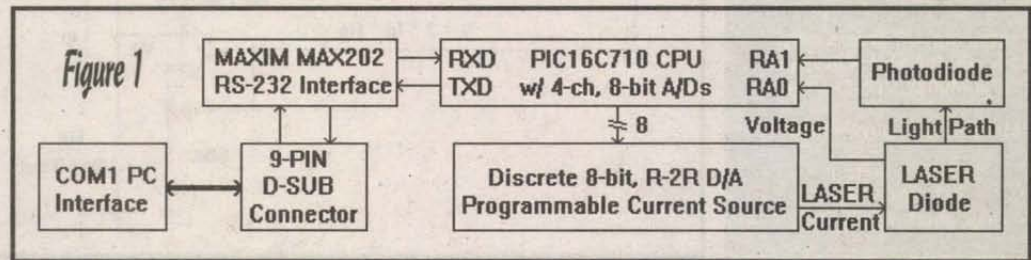 Figure 1
MAXIM MAX202
RS-232 Interface
RXD PIC16C710 CPU RA1
TXD w/ 4-ch, 8-bit A/Ds RA0
Photodiode
8
Voltage
Light Path
COM1 PC
Interface
9-PIN
D-SUB
Connector
Discrete 8-bit, R-2R D/A
Programmable Current Source
LASER
Current
LASER
Diode